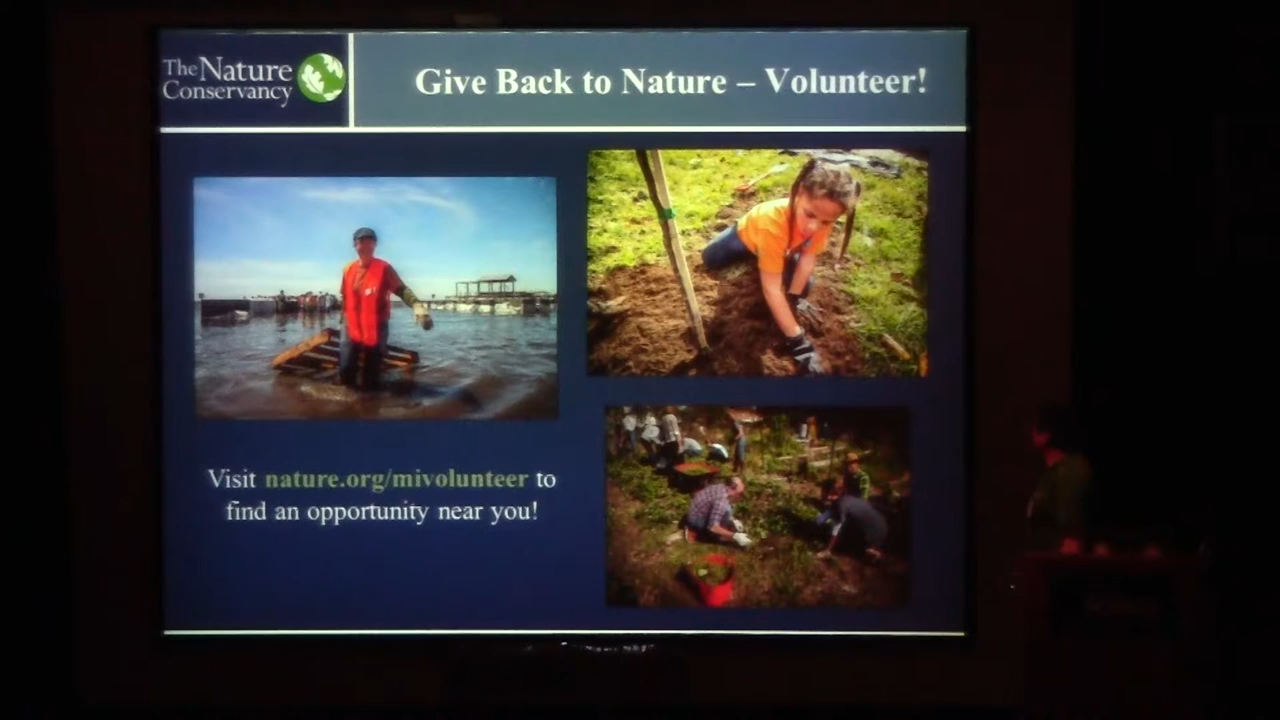 The Nature
Conservancy
Give Back to Nature – Volunteer!
Visit nature.org/mivolunteer to
find an opportunity near you!